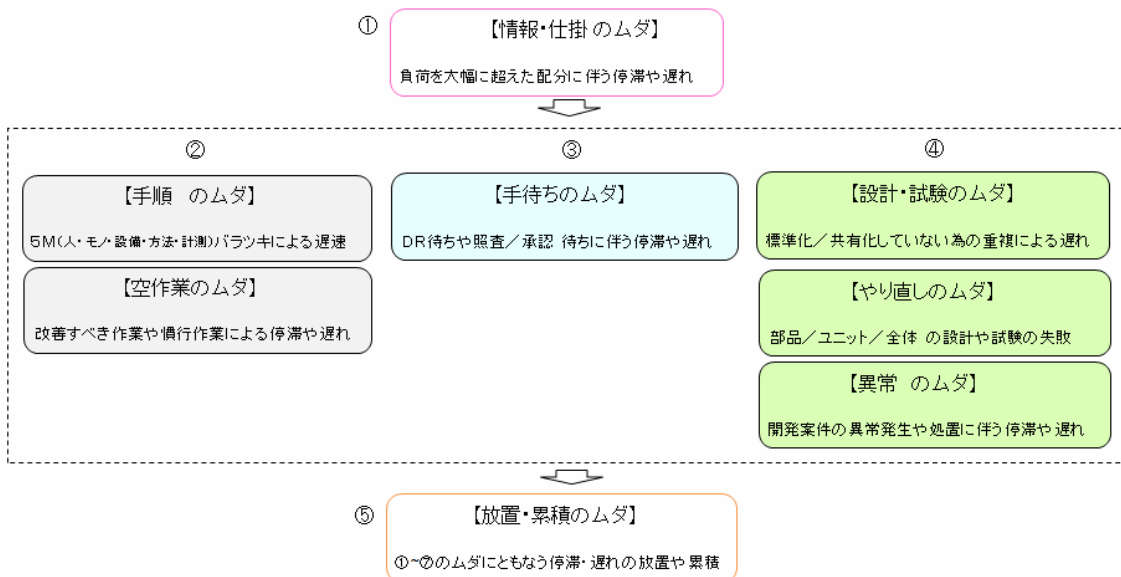 ①
【情報・仕掛 のムダ】
負荷を大幅に超えた配分に伴う停滞や遅れ
② ③ ④
【手順 のムダ】
5M(人・モノ・設備・方法・計測)バラツキによる遅速
【空作業のムダ】
改善すべき作業や慣行作業による停滞や遅れ
【手待ちのムダ】
DR待ちや照査／承認 待ちに伴う停滞や遅れ
【設計・試験のムダ】
標準化／共有化していない為の重複による遅れ
【やり直しのムダ】
部品／ユニット／全体 の設計や試験の失敗
【異常 のムダ】
開発案件の異常発生や処置に伴う停滞や遅れ
⑤
【放置・累積のムダ】
①~⑦のムダにともなう停滞・遅れの放置や累積